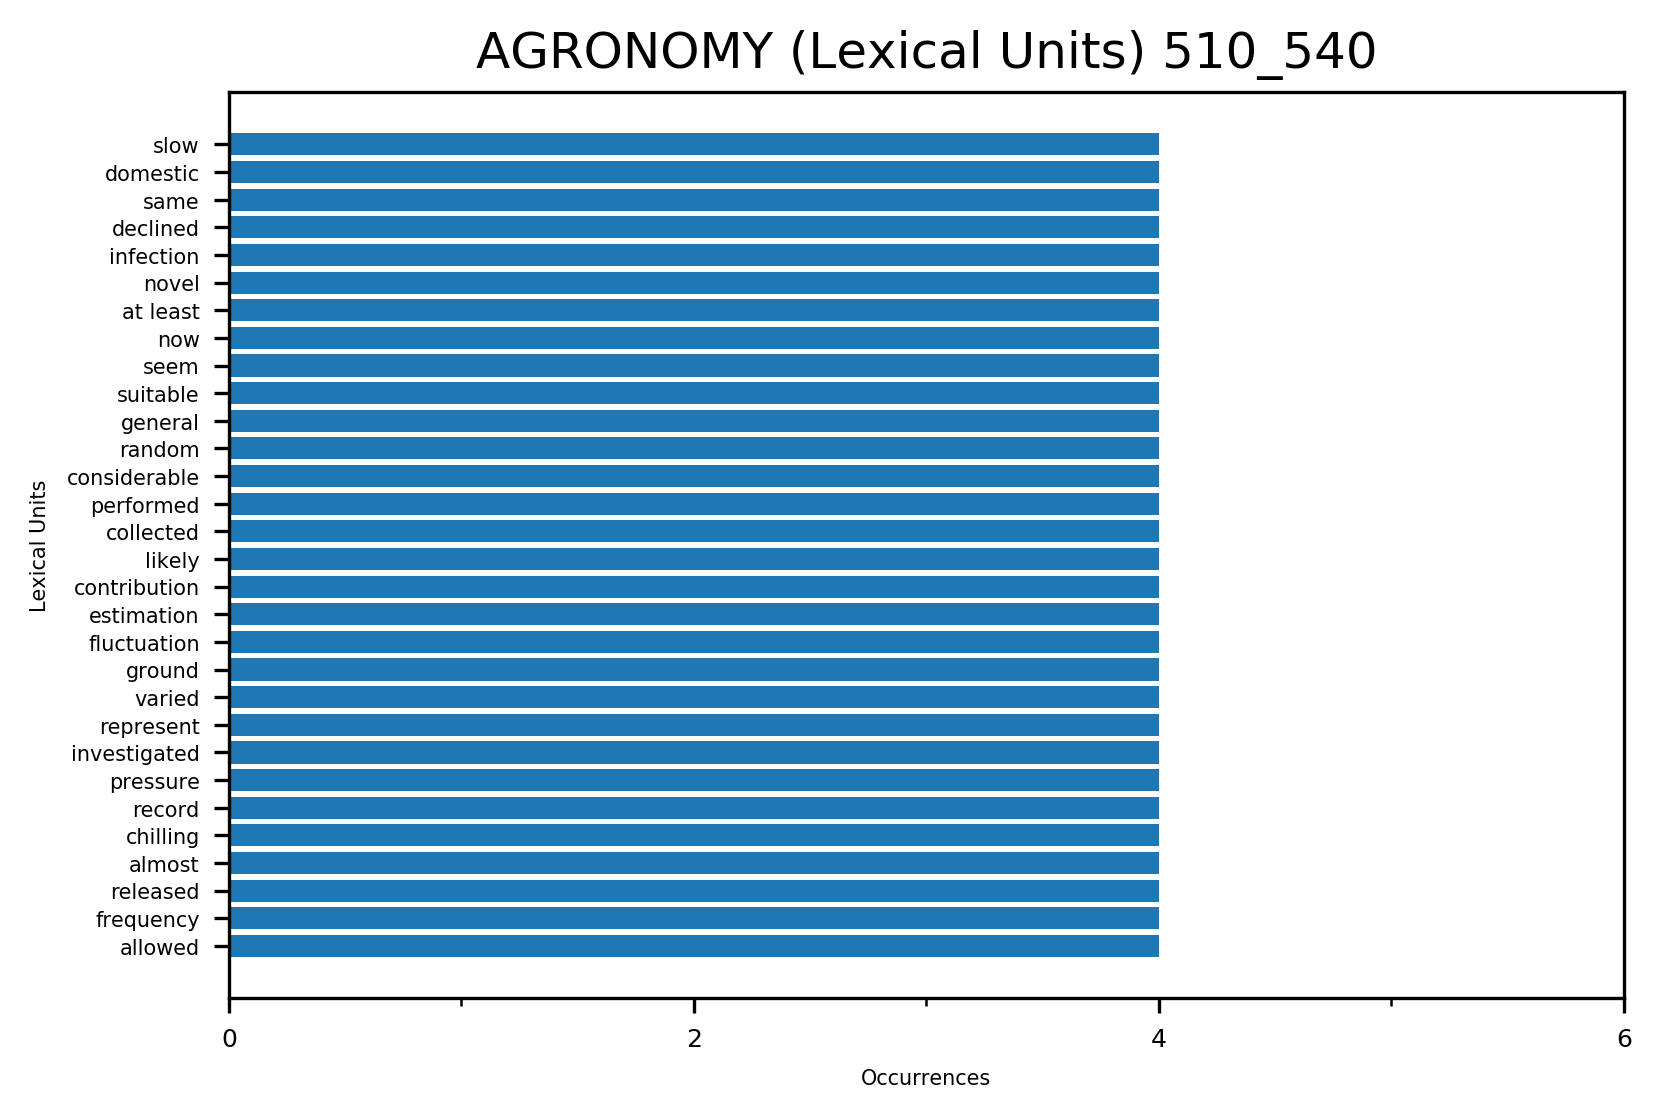 AGRONOMY (Lexical Units) 510_540
slow
domestic
same
declined
infection
novel
at least
now
seem
suitable
general
random
considerable
performed
collected
likely
contribution
estimation
fluctuation
ground
varied
represent
investigated
pressure
record
chilling
almost
released
frequency
allowed
Lexical Units
0 2 4 6
Occurrences